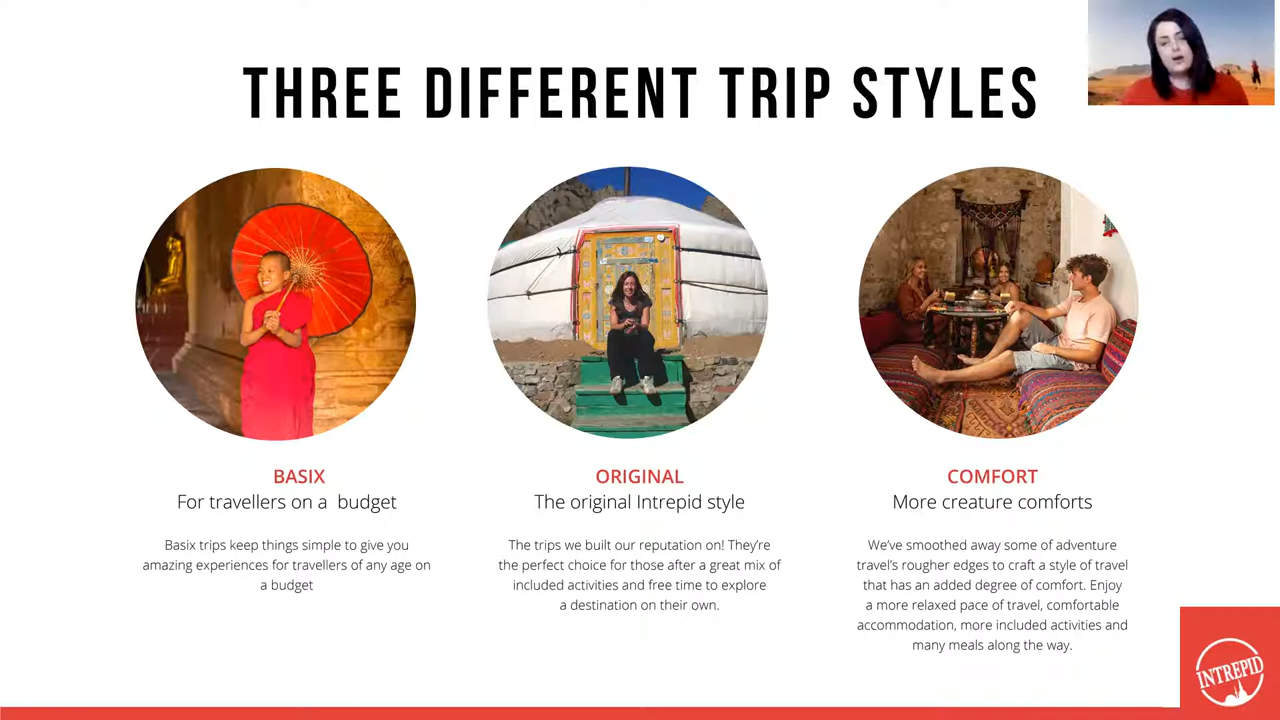 THREE DIFFERENT TRIP STYLES
BASIX
For travellers on a  budget
Basix trips keep things simple to give you
amazing experiences for travellers of any age on
a budget
ORIGINAL
The original Intrepid style
The trips we built our reputation on! They’re
the perfect choice for those after a great mix of
included activities and free time to explore
a destination on their own.
COMFORT
More creature comforts
We’ve smoothed away some of adventure
travel’s rougher edges to craft a style of travel
that has an added degree of comfort. Enjoy
a more relaxed pace of travel, comfortable
accommodation, more included activities and
many meals along the way.
INTREPID